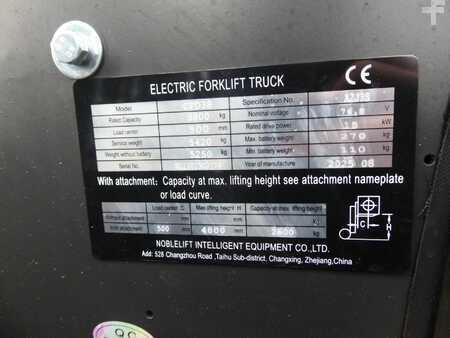 ELECTRIC FORKLIFT TRUCK
CE
Model Specification No.
Rated Capacity kg Nominal voltage V
Load center 500 mm Rated drive power kW
Service weight 5420 kg Max. battery weight 270 kg
Weight without battery 5250 kg Min. battery weight 110 kg
Serial No. Year of manufacture 2025.08
With attachment: Capacity at max. lifting height see attachment nameplate
or load curve.
Load center C Max lifting height H Capacity at max. lifting height
Without attachment Kg
With attachment 500 mm 4800 mm kg
C H
NOBLELIFT INTELLIGENT EQUIPMENT CO.,LTD.
Add: 528 Changzhou Road ,Taihu Sub-district, Changxing, Zhejiang,China
QC